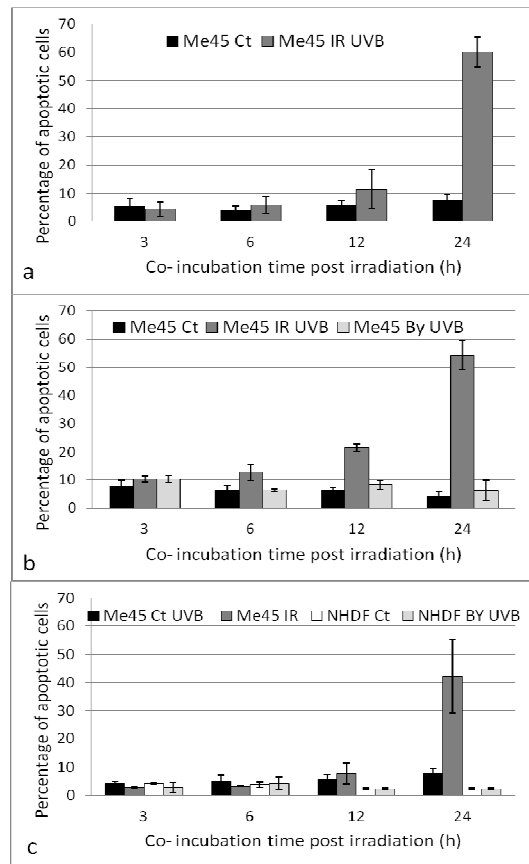 70
Me45 Ct Me45 IR UVB
60
50
40
30
20
10
0
Percentage of apoptotic cells
3 6 12 24
Co- incubation time post irradiation (h)
a
70
Me45 Ct Me45 IR UVB Me45 By UVB
60
50
40
30
20
10
0
Percentage of apoptotic cells
3 6 12 24
Co- incubation time post irradiation (h)
b
70
Me45 Ct UVB Me45 IR NHDF Ct NHDF BY UVB
60
50
40
30
20
10
0
Percentage of apoptotic cells
3 6 12 24
Co- incubation time post irradiation (h)
c